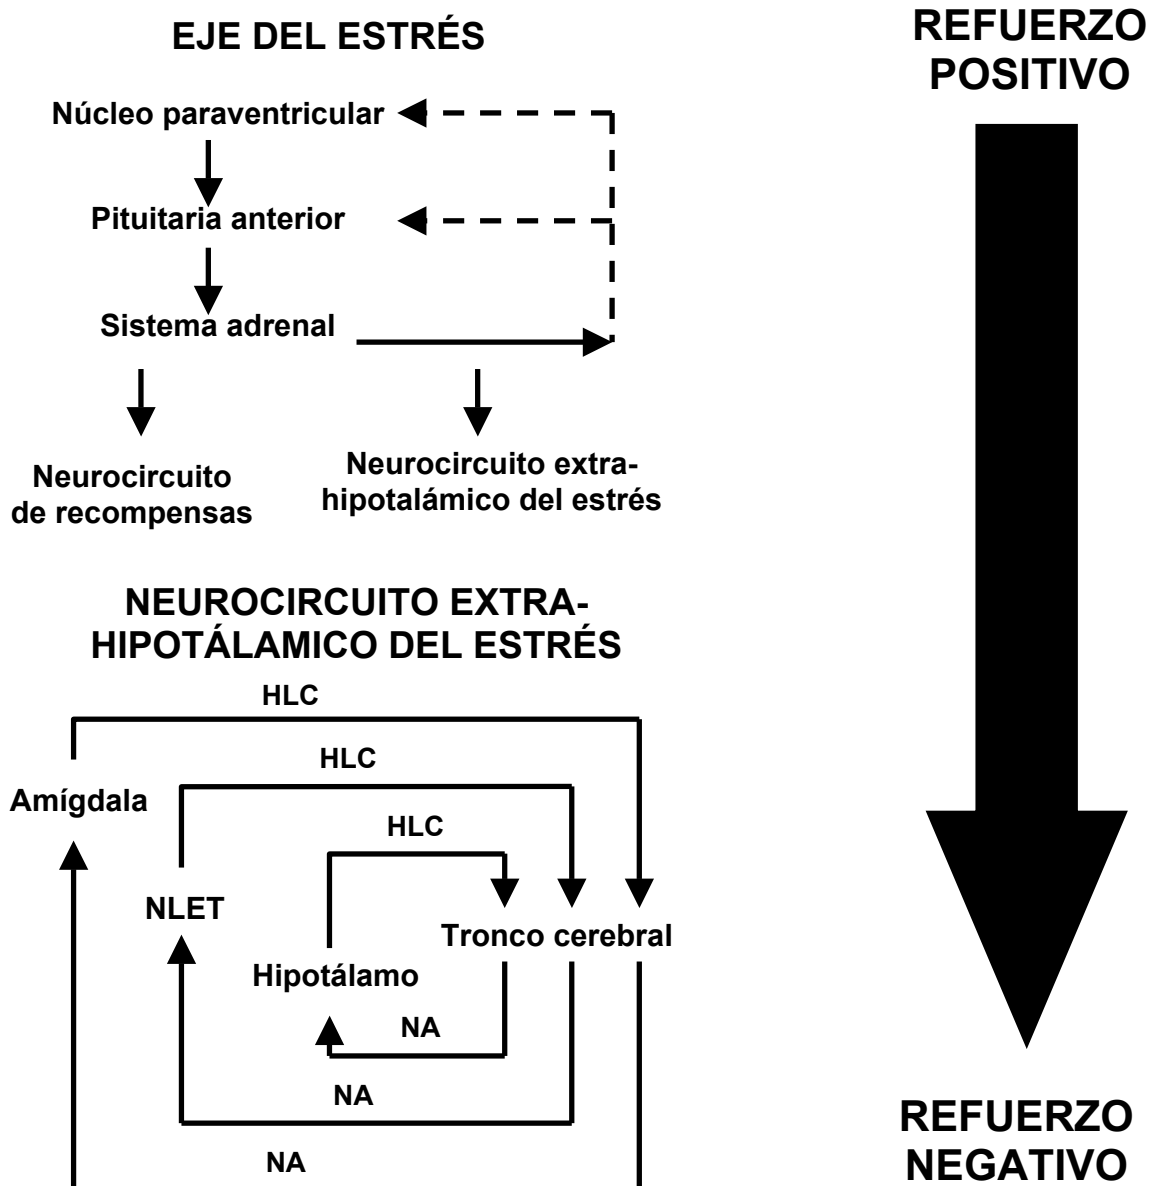 EJE DEL ESTRÉS
Núcleo paraventricular
Pituitaria anterior
Sistema adrenal
Neurocircuito
de recompensas
Neurocircuito extra-
hipotalámico del estrés
NEUROCIRCUITO EXTRA-
HIPOTÁLAMICO DEL ESTRÉS
HLC
HLC
HLC
Amígdala
NLET
Hipotálamo
Tronco cerebral
NA
NA
NA
REFUERZO
POSITIVO
REFUERZO
NEGATIVO